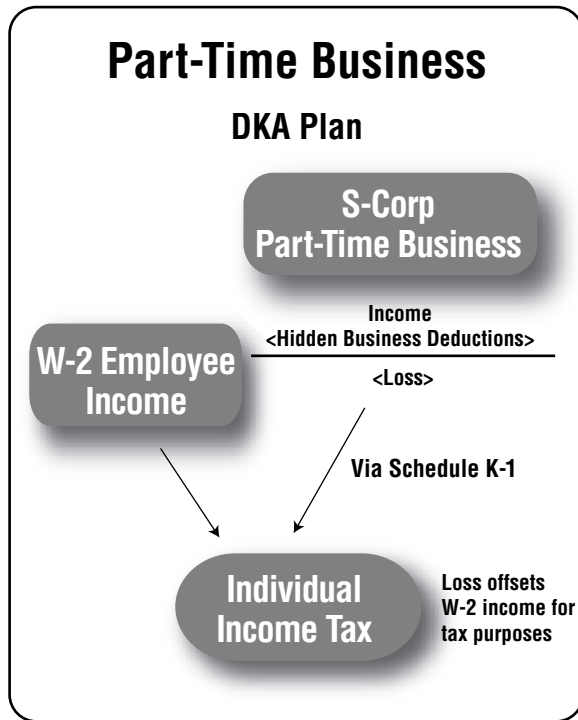 Part-Time Business
DKA Plan
S-Corp
Part-Time Business
Income
<Hidden Business Deductions>
<Loss>
W-2 Employee
Income
Via Schedule K-1
Individual
Income Tax
Loss offsets
W-2 income for
tax purposes